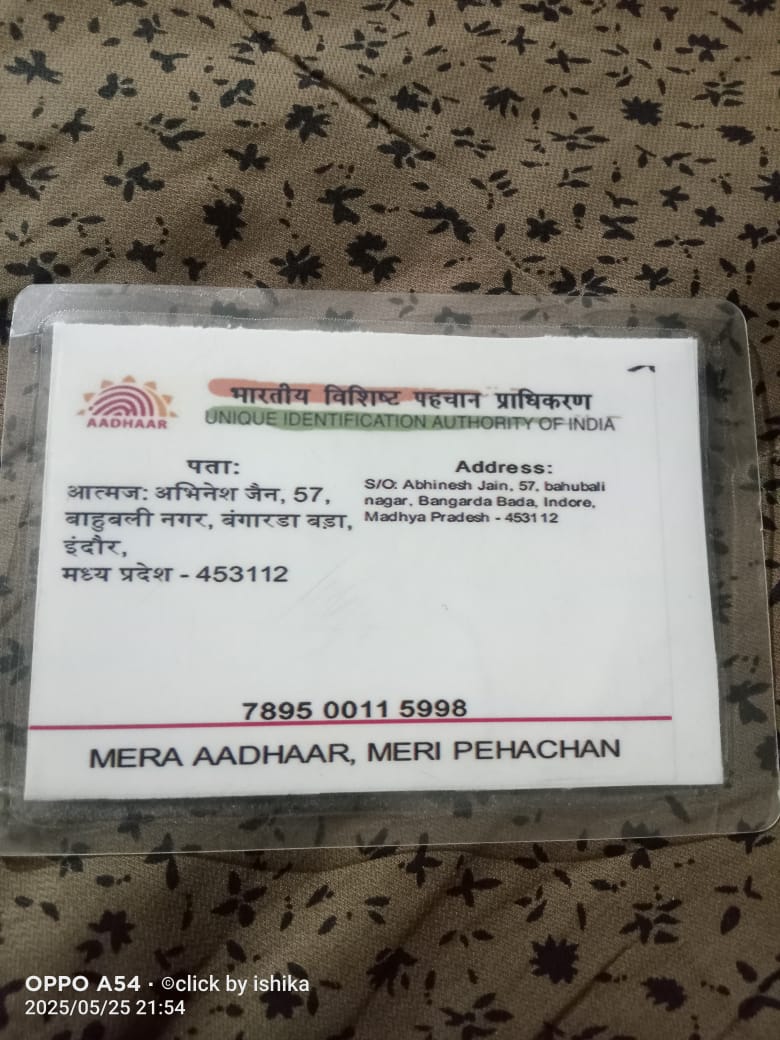 AADHAAR
भारतीय विशिष्ट पहचान प्राधिकरण
UNIQUE IDENTIFICATION AUTHORITY OF INDIA
पता:
आत्मज: अभिनेश जैन, 57,
बाहुबली नगर, बंगारडा बड़ा,
इंदौर,
मध्य प्रदेश - 453112
Address:
S/O: Abhinesh Jain, 57, bahubali
nagar, Bangarda Bada, Indore,
Madhya Pradesh - 453112
7895 0011 5998
MERA AADHAAR, MERI PEHACHAN
OPPO A54 · ©click by ishika
2025/05/25 21:54